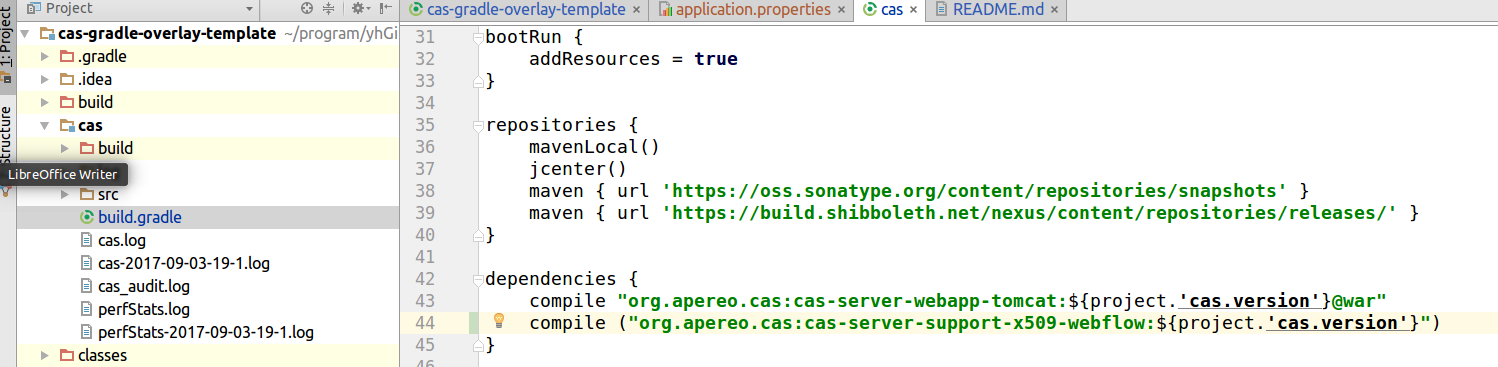 Project
cas-gradle-overlay-template
application.properties
cas
README.md
1: Project
Structure
cas-gradle-overlay-template ~/program/yhGi
.gradle
.idea
build
cas
build
LibreOffice Writer
src
build.gradle
cas.log
cas-2017-09-03-19-1.log
cas_audit.log
perfStats.log
perfStats-2017-09-03-19-1.log
classes
31 bootRun {
32 addResources = true
33 }
34
35 repositories {
36 mavenLocal()
37 jcenter()
38 maven { url 'https://oss.sonatype.org/content/repositories/snapshots' }
39 maven { url 'https://build.shibboleth.net/nexus/content/repositories/releases/' }
40 }
41
42 dependencies {
43 compile "org.apereo.cas:cas-server-webapp-tomcat:${project.'cas.version'}@war"
44 compile ("org.apereo.cas:cas-server-support-x509-webflow:${project.'cas.version'}")
45 }
46